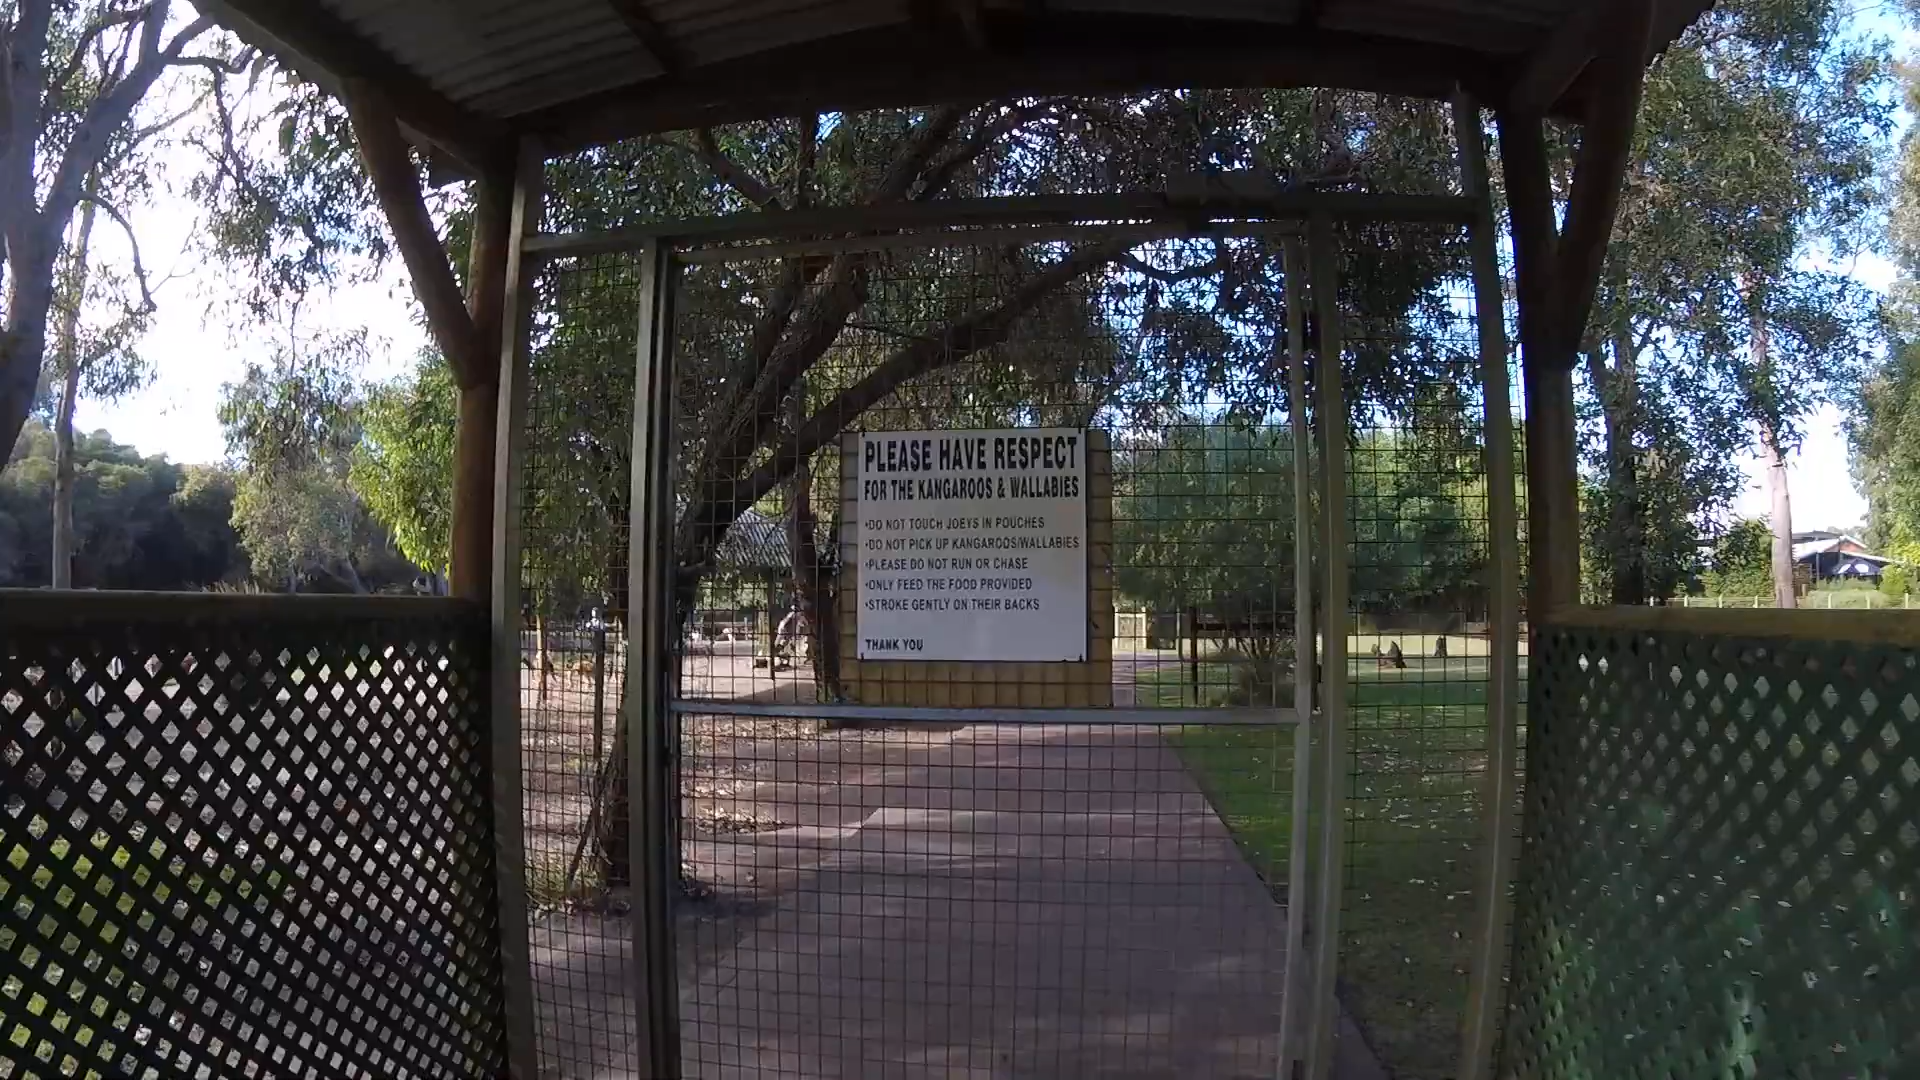 PLEASE HAVE RESPECT
FOR THE KANGAROOS & WALLABIES
•DO NOT TOUCH JOEYS IN POUCHES
•DO NOT PICK UP KANGAROOS/WALLABIES
•PLEASE DO NOT RUN OR CHASE
•ONLY FEED THE FOOD PROVIDED
•STROKE GENTLY ON THEIR BACKS
THANK YOU